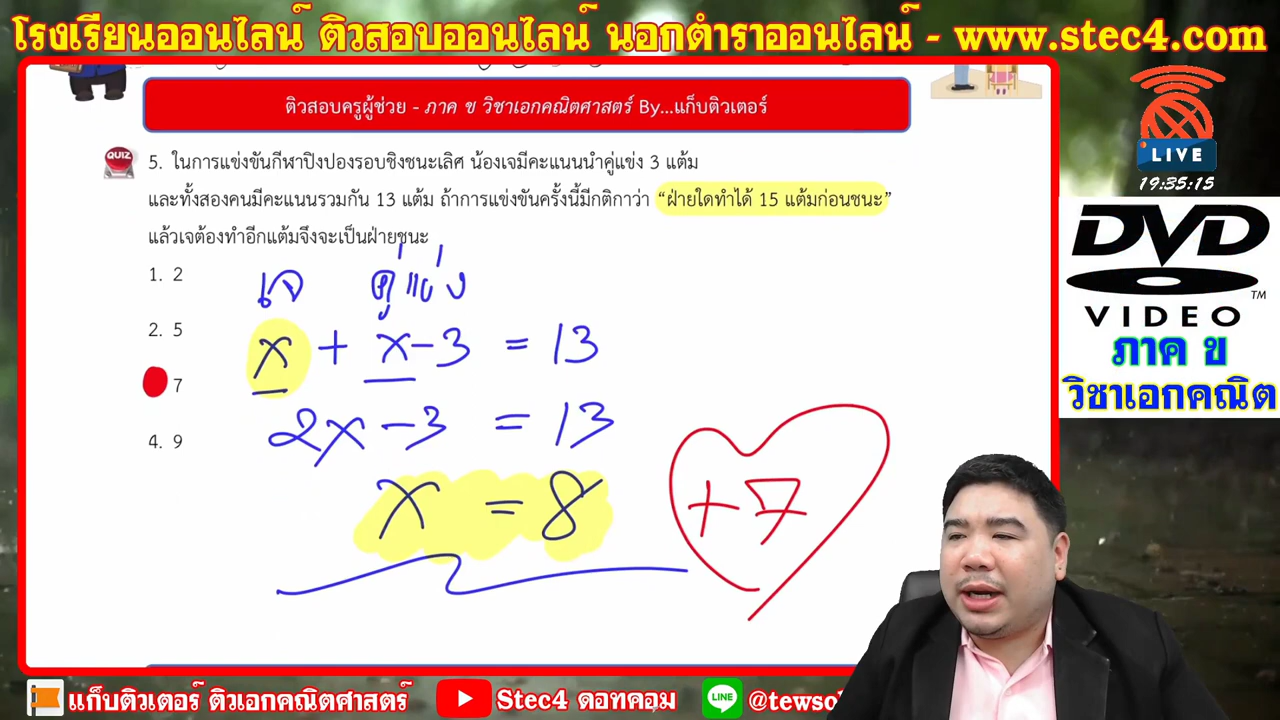 โรงเรียนออนไลน์ ติวสอบออนไลน์ นอกตำราออนไลน์ - www.stec4.com
ติวสอบครูผู้ช่วย - ภาค ข วิชาเอกคณิตศาสตร์ By...แก็บติวเตอร์
QUIZ
5. ในการแข่งขันกีฬาปิงปองรอบชิงชนะเลิศ น้องเจมีคะแนนนำคู่แข่ง 3 แต้ม
และทั้งสองคนมีคะแนนรวมกัน 13 แต้ม ถ้าการแข่งขันครั้งนี้มีกติกาว่า “ฝ่ายใดทำได้ 15 แต้มก่อนชนะ”
แล้วเจต้องทำอีกแต้มจึงจะเป็นฝ่ายชนะ
1. 2
2. 5
7
4. 9
เจ คู่แข่ง
x + x-3 = 13
2x-3 = 13
x = 8
+7
LIVE
19:35:15
DVD
VIDEO TM
ภาค ข
วิชาเอกคณิต
แก็บติวเตอร์ ติวเอกคณิตศาสตร์ Stec4 ดอทคอม LINE